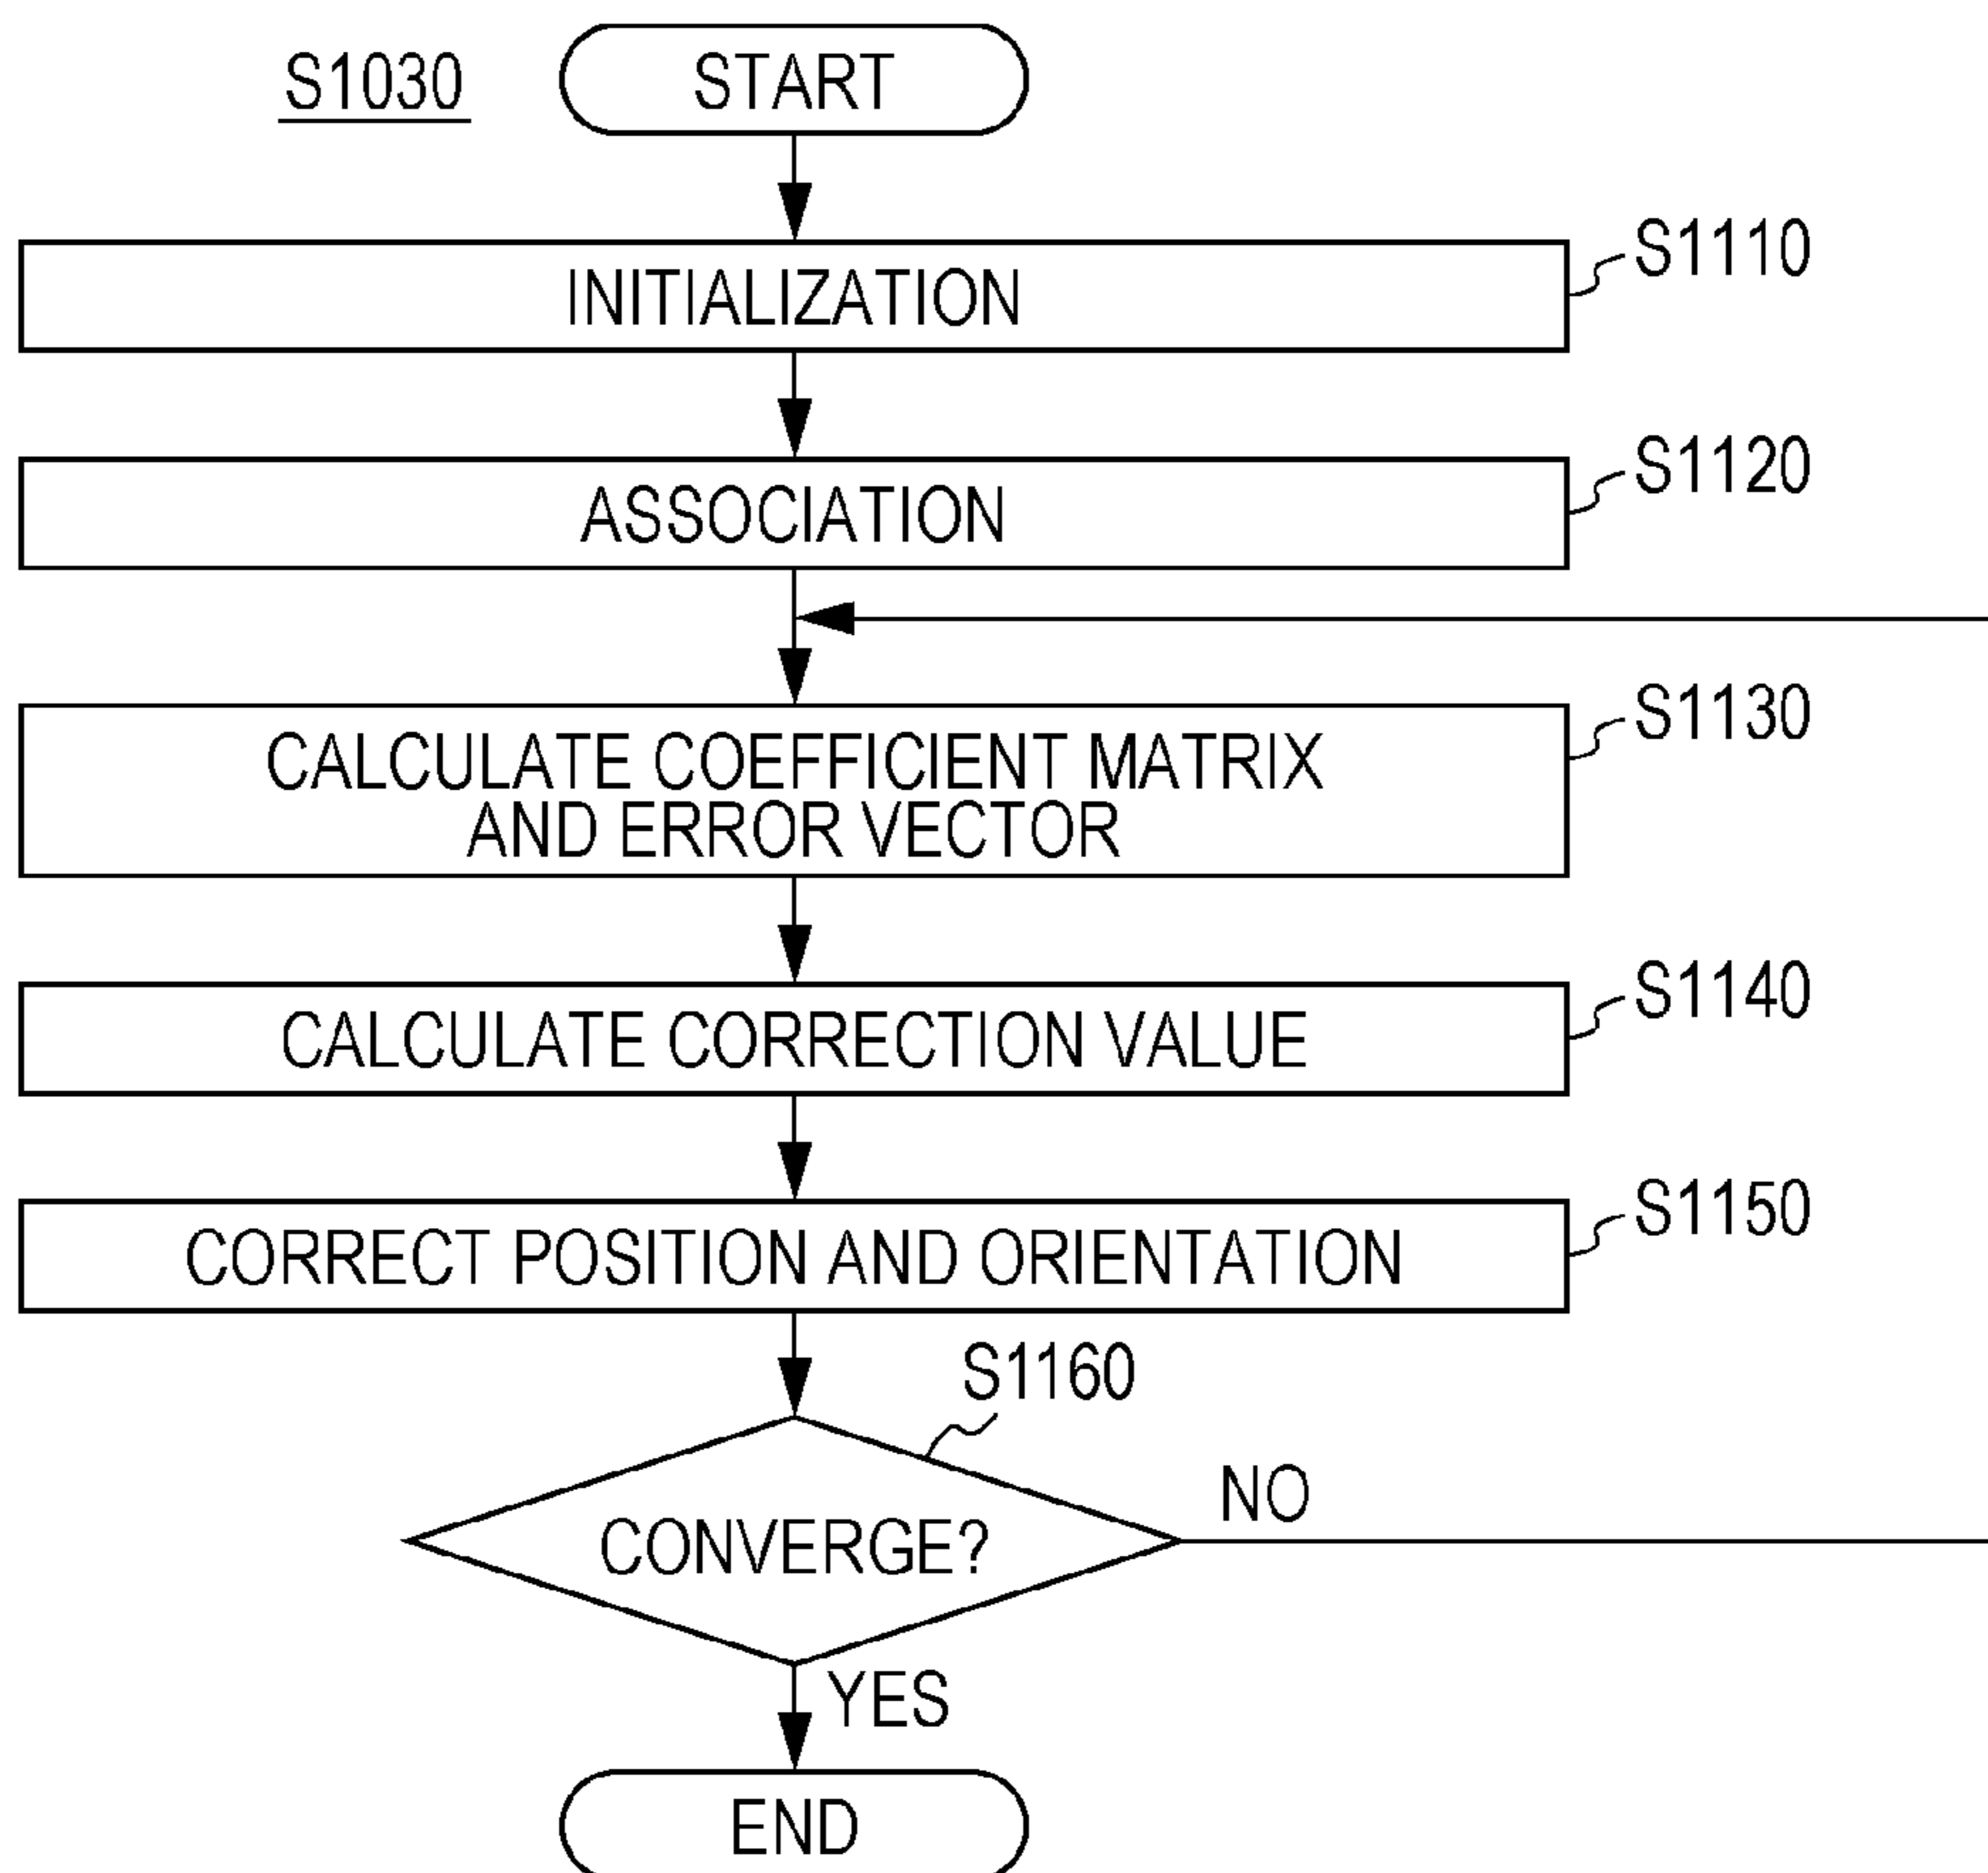 S1030
START
INITIALIZATION
S1110
ASSOCIATION
S1120
CALCULATE COEFFICIENT MATRIX
AND ERROR VECTOR
S1130
CALCULATE CORRECTION VALUE
S1140
CORRECT POSITION AND ORIENTATION
S1150
S1160
CONVERGE?
NO
YES
END